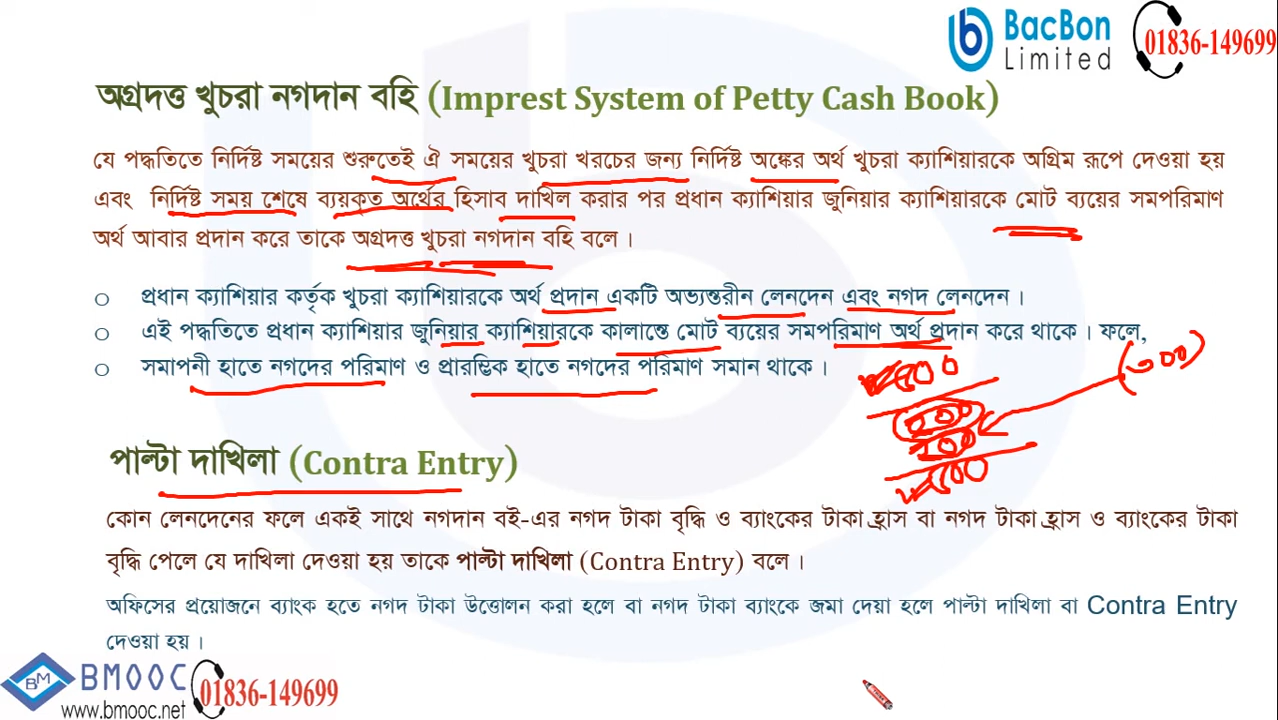 BacBon
Limited
01836-149699
অগ্রদত্ত খুচরা নগদান বহি (Imprest System of Petty Cash Book)
যে পদ্ধতিতে নির্দিষ্ট সময়ের শুরুতেই ঐ সময়ের খুচরা খরচের জন্য নির্দিষ্ট অঙ্কের অর্থ খুচরা ক্যাশিয়ারকে অগ্রিম রূপে দেওয়া হয়
এবং নির্দিষ্ট সময় শেষে ব্যয়কৃত অর্থের হিসাব দাখিল করার পর প্রধান ক্যাশিয়ার জুনিয়ার ক্যাশিয়ারকে মোট ব্যয়ের সমপরিমাণ
অর্থ আবার প্রদান করে তাকে অগ্রদত্ত খুচরা নগদান বহি বলে।
প্রধান ক্যাশিয়ার কর্তৃক খুচরা ক্যাশিয়ারকে অর্থ প্রদান একটি অভ্যন্তরীন লেনদেন এবং নগদ লেনদেন।
এই পদ্ধতিতে প্রধান ক্যাশিয়ার জুনিয়ার ক্যাশিয়ারকে কালান্তে মোট ব্যয়ের সমপরিমাণ অর্থ প্রদান করে থাকে। ফলে,
সমাপনী হাতে নগদের পরিমাণ ও প্রারম্ভিক হাতে নগদের পরিমাণ সমান থাকে।
(৩০০)
পাল্টা দাখিলা (Contra Entry)
কোন লেনদেনের ফলে একই সাথে নগদান বই-এর নগদ টাকা বৃদ্ধি ও ব্যাংকের টাকা হ্রাস বা নগদ টাকা হ্রাস ও ব্যাংকের টাকা
বৃদ্ধি পেলে যে দাখিলা দেওয়া হয় তাকে পাল্টা দাখিলা (Contra Entry) বলে।
অফিসের প্রয়োজনে ব্যাংক হতে নগদ টাকা উত্তোলন করা হলে বা নগদ টাকা ব্যাংকে জমা দেয়া হলে পাল্টা দাখিলা বা Contra Entry
দেওয়া হয়।
BM
BMOOC
www.bmooc.net
01836-149699